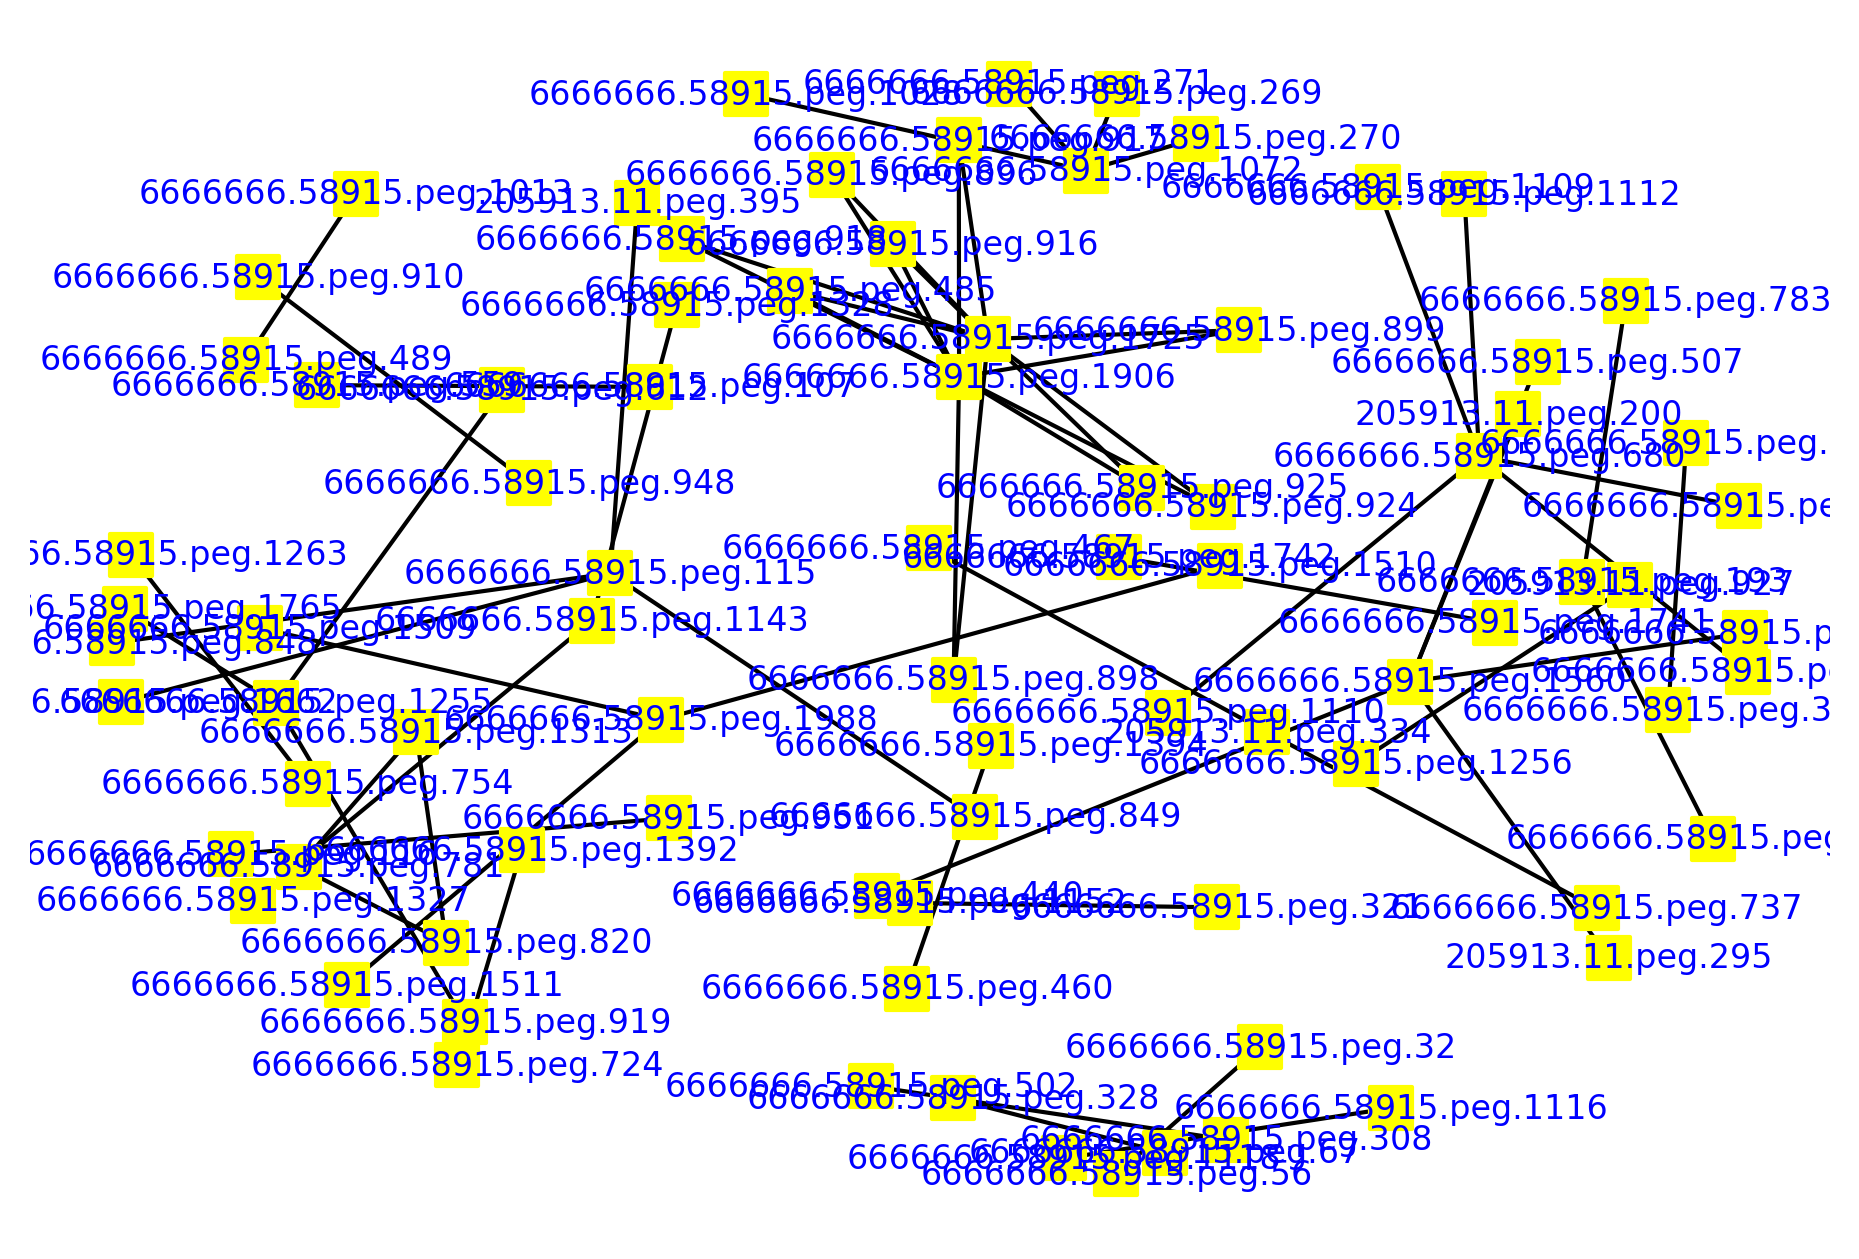 6666666.58915.peg.271
6666666.58915.peg.1028
6666666.58915.peg.269
6666666.58915.peg.917
6666666.58915.peg.270
6666666.58915.peg.896
6666666.58915.peg.1072
6666666.58915.peg.1013
6666666.58915.peg.1109
6666666.58915.peg.1112
205913.11.peg.395
6666666.58915.peg.918
6666666.58915.peg.916
6666666.58915.peg.910
6666666.58915.peg.485
6666666.58915.peg.1328
6666666.58915.peg.783
6666666.58915.peg.1725
6666666.58915.peg.899
6666666.58915.peg.489
6666666.58915.peg.507
6666666.58915.peg.1906
6666666.58915.peg.612
6666666.58915.peg.107
205913.11.peg.200
6666666.58915.peg.
6666666.58915.peg.680
6666666.58915.peg.948
6666666.58915.peg.925
6666666.58915.peg.924
6666666.58915.pe
6666666.58915.peg.467
66.58915.peg.1263
6666666.58915.peg.1742
6666666.58915.peg.1510
6666666.58915.peg.115
6666666.58915.peg.193
66.58915.peg.1765
6666666.58915.peg.1143
6666666.58915.peg.1509
6666666.58915.peg.1741
6666666.58915.p
6.58915.peg.848
6666666.58915.pe
6666666.58915.peg.898
6666666.58915.peg.1560
6666666.58915.peg.1255
6666666.58915.peg.1110
6666666.58915.peg.3
6666666.58915.peg.1988
6666666.58915.peg.1313
205913.11.peg.334
6666666.58915.peg.1394
6666666.58915.peg.1256
6666666.58915.peg.754
6666666.58915.peg.951
6666666.58915.peg.849
6666666.58915.peg
6666666.58915.peg.1392
6666666.58915.peg.781
6666666.58915.peg.440
6666666.58915.peg.1327
6666666.58915.peg.1152
6666666.58915.peg.321
6666666.58915.peg.737
6666666.58915.peg.820
205913.11.peg.295
6666666.58915.peg.1511
6666666.58915.peg.460
6666666.58915.peg.919
6666666.58915.peg.32
6666666.58915.peg.724
6666666.58915.peg.502
6666666.58915.peg.328
6666666.58915.peg.1116
6666666.58915.peg.308
6666666.58915.peg.67
6666666.58915.peg.56